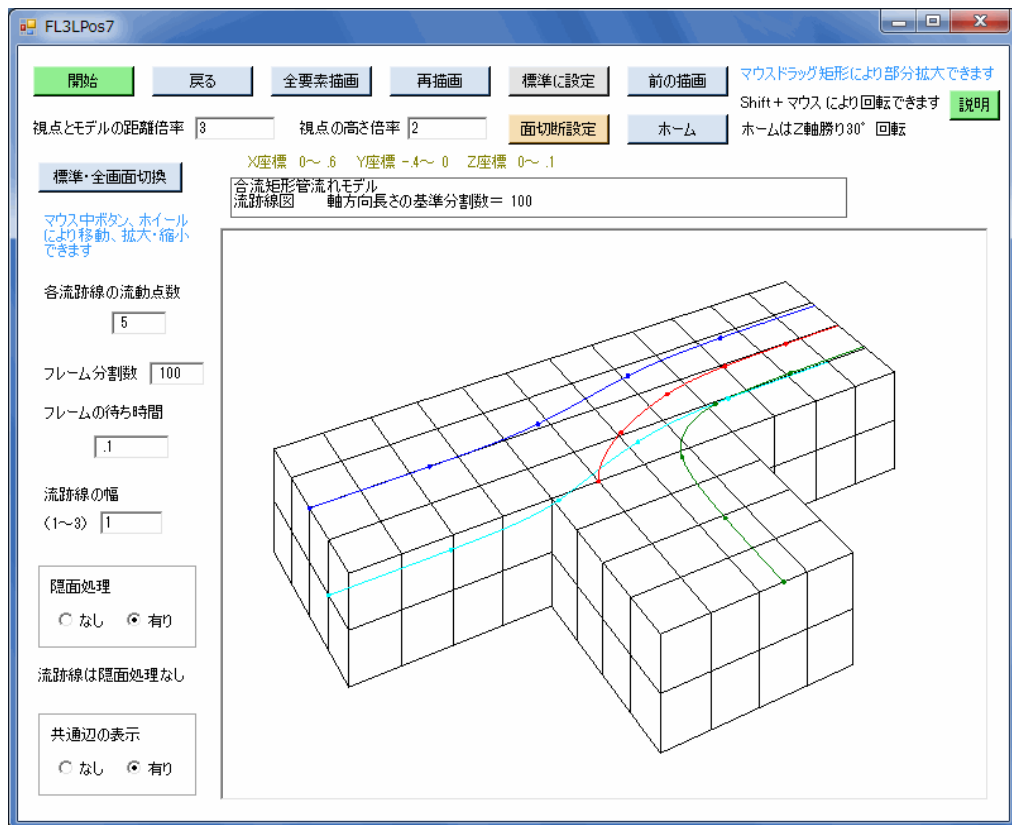 FL3LPos7
開始 戻る 全要素描画 再描画 標準に設定 前の描画 マウスドラッグ矩形により部分拡大できます
Shift+マウス により回転できます 説明
視点とモデルの距離倍率 3 視点の高さ倍率 2 面切断設定 ホーム ホームはZ軸勝り30° 回転
X座標 0～ .6 Y座標 -.4～ 0 Z座標 0～ .1
標準・全画面切換
合流矩形管流れモデル
流跡線図 軸方向長さの基準分割数= 100
マウス中ボタン、ホイール
により移動、拡大・縮小
できます
各流跡線の流動点数
5
フレーム分割数 100
フレームの待ち時間
.1
流跡線の幅
(1～3) 1
隠面処理
なし 有り
流跡線は隠面処理なし
共通辺の表示
なし 有り